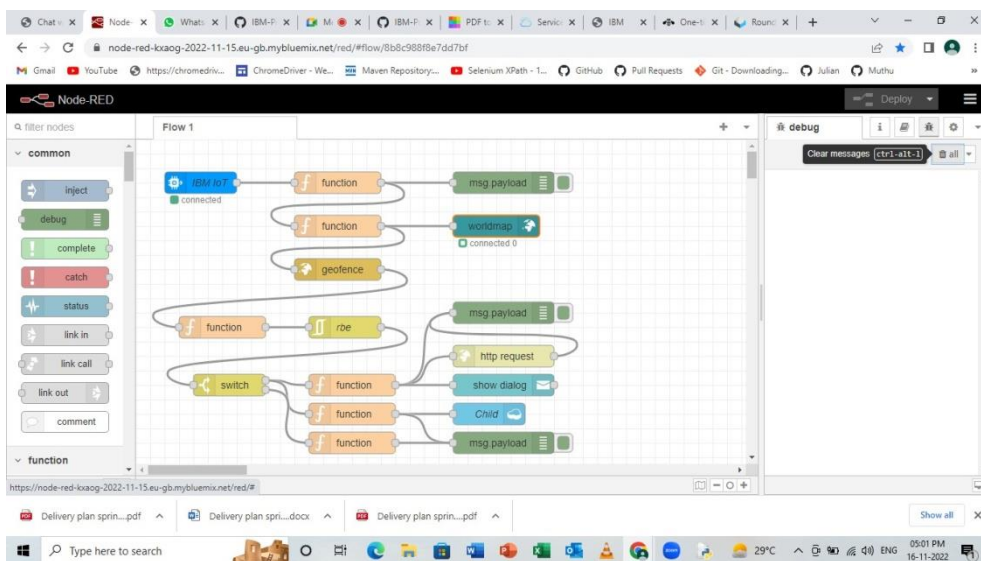 Chat w
Node-
Whats
IBM-P
M
IBM-P
PDF to
Servic
IBM
One-ti
Roun
node-red-kxaog-2022-11-15.eu-gb.mybluemix.net/red/#flow/8b8c988f8e7dd7bf
Gmail YouTube https://chromedriv... ChromeDriver - We... Maven Repository:... Selenium XPath - 1... GitHub Pull Requests Git - Downloading... Julian Muthu »
Node-RED Deploy
filter nodes
Flow 1
debug
i
common
Clear messages ctrl-alt-l
all
inject
debug
complete
catch
status
link in
link call
link out
comment
function
IBM IoT
connected
function
msg.payload
function
worldmap
connected 0
geofence
function
rbe
msg.payload
http request
switch
function
show dialog
function
Child
function
msg.payload
https://node-red-kxaog-2022-11-15.eu-gb.mybluemix.net/red/#
Delivery plan sprin....pdf
Delivery plan spri....docx
Delivery plan sprin....pdf
Show all
Type here to search
29°C
ENG
05:01 PM
16-11-2022